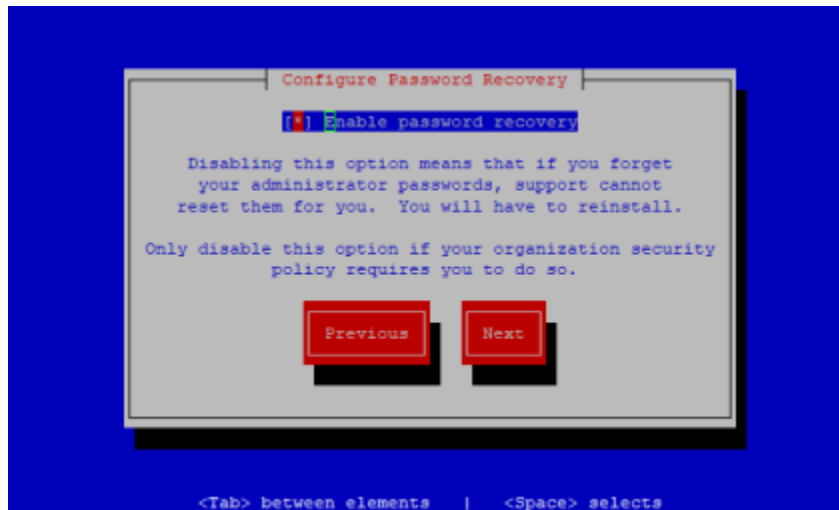 Configure Password Recovery
[*] Enable password recovery
Disabling this option means that if you forget
your administrator passwords, support cannot
reset them for you.  You will have to reinstall.
Only disable this option if your organization security
policy requires you to do so.
Previous Next
<Tab> between elements | <Space> selects